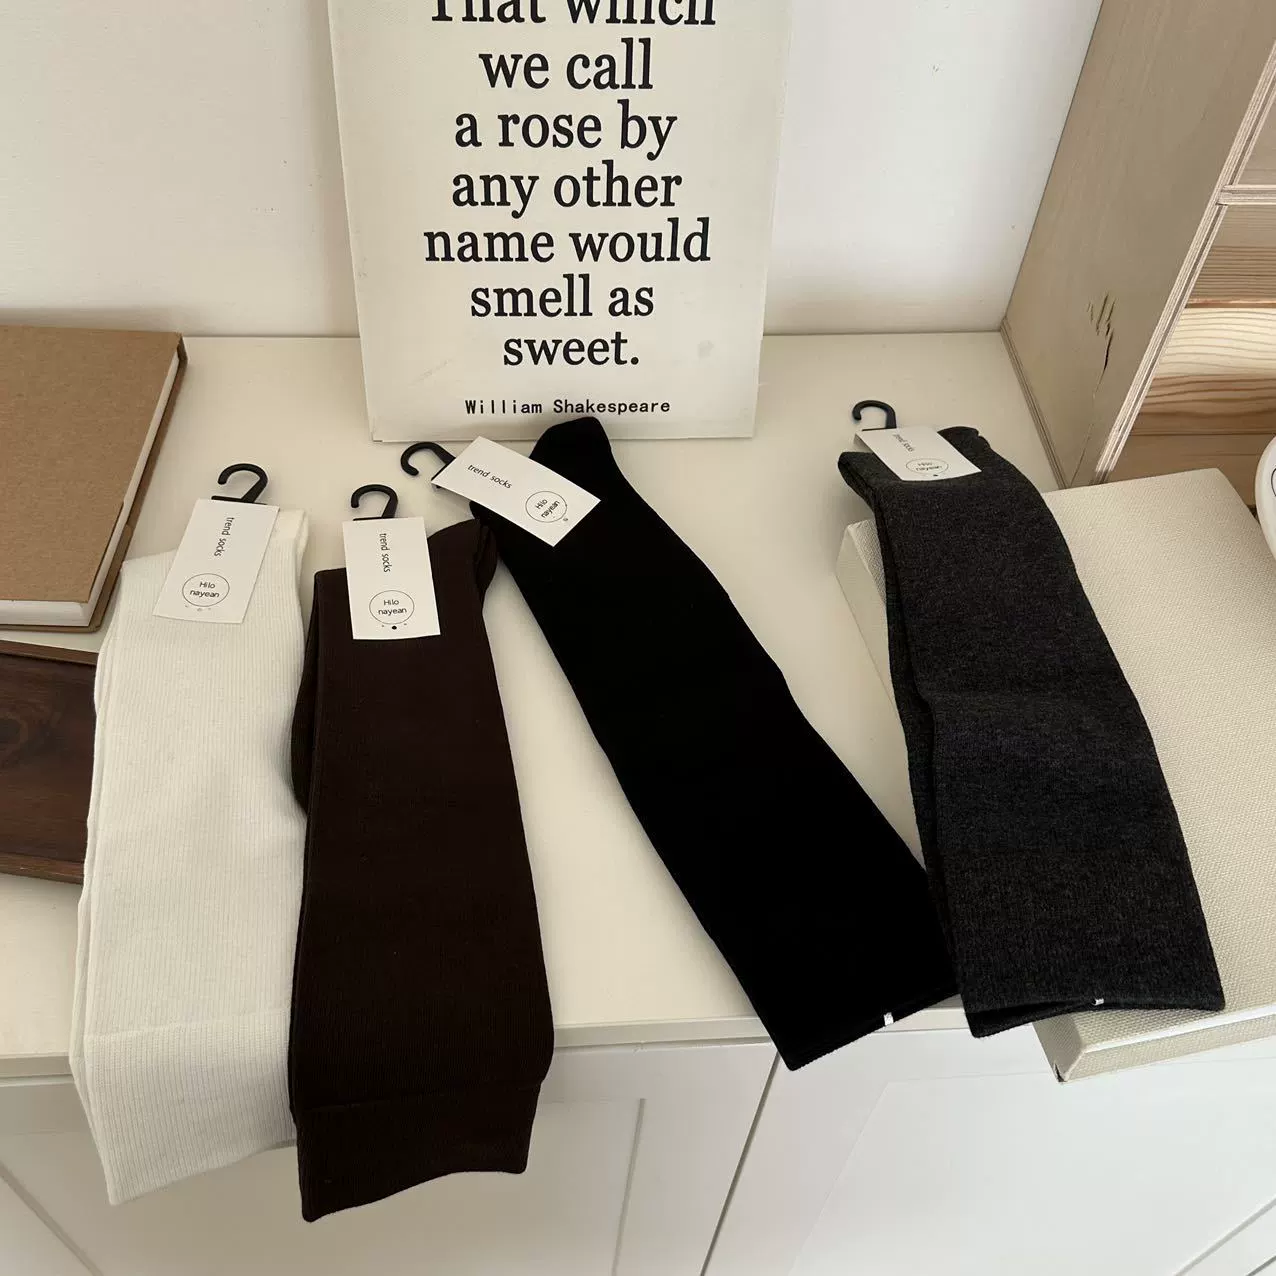 That which
we call
a rose by
any other
name would
smell as
sweet.
William Shakespeare
trend socks
Hilo
nayean
trend socks
Hilo
nayean
trend socks
Hilo
nayean
trend socks
Hilo
nayean